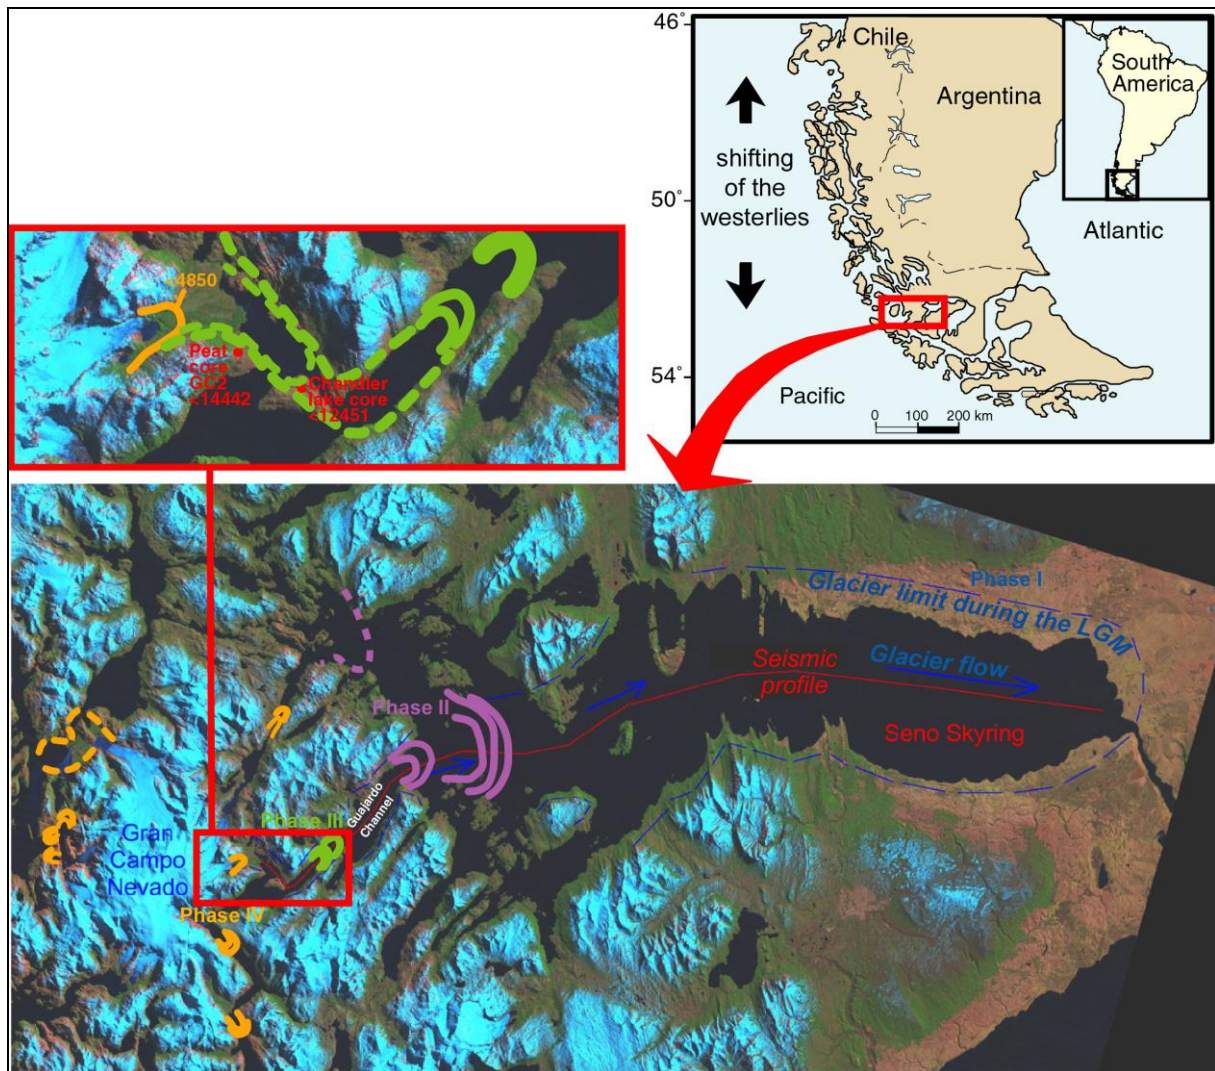 46°
Chile
South
America
Argentina
shifting
of the
westerlies
50°
Atlantic
54°
Pacific
0 100 200 km
<4850
Peat
core
GC2
<14442
Chandler
lake core
<12451
Phase I
Glacier limit during the LGM
Glacier flow
Seismic
profile
Seno Skyring
Phase II
Guajardo
Channel
Phase III
Gran
Campo
Nevado
Phase IV